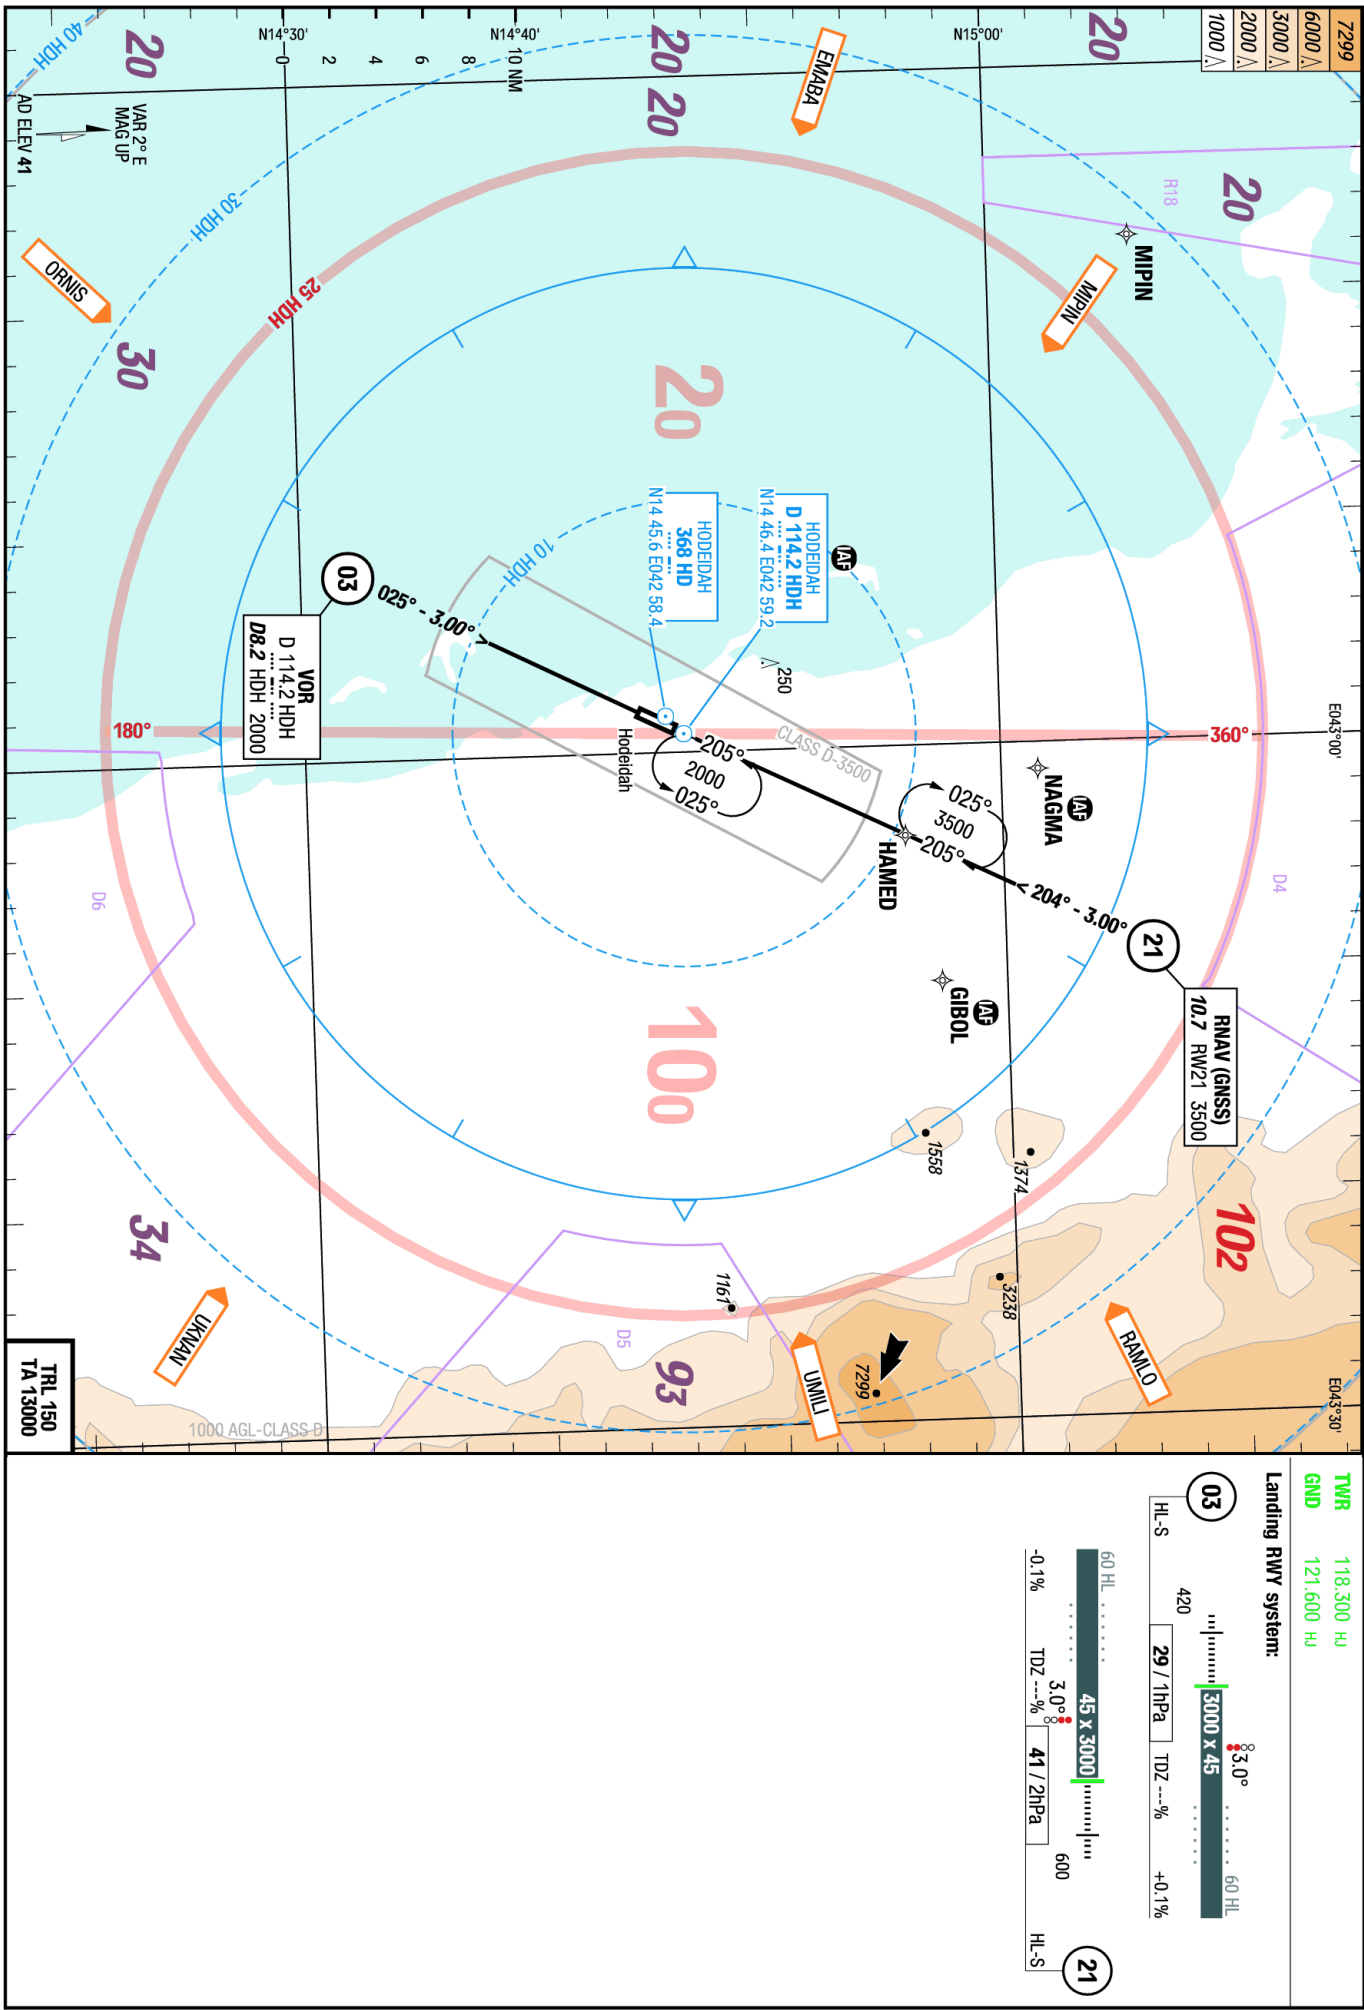 7299
6000
3000
2000
1000
20
20
20
20
20
EMABA
R18
MIPIN
MIPIN
40 HDH
N14°30'
N14°40'
N15°00'
0
2
4
6
8
10 NM
VAR 2° E
MAG UP
AD ELEV 41
30 HDH
ORNIS
30
25 HDH
20
HODEIDAH
D 114.2 HDH
N14 46.4 E042 59.2
HODEIDAH
368 HD
N14 45.6 E042 58.4
IAF
10 HDH
03
025° - 3.00° >
VOR
D 114.2 HDH
D8.2 HDH 2000
250
CLASS D-3500
180°
360°
E043°00'
Hodeidah
205°
2000
025°
025°
3500
205°
HAMED
IAF
NAGMA
< 204° - 3.00°
21
RNAV (GNSS)
10.7 RW21 3500
IAF
GIBOL
D4
D6
100
1558
1374
102
3238
1161
7299
D5
93
34
UKNAN
UMILI
RAMLO
E043°30'
1000 AGL-CLASS D
TRL 150
TA 13000
TWR 118.300 HJ
GND 121.600 HJ
Landing RWY system:
03
HL-S
420
3000 x 45
3.0°
60 HL
29 / 1hPa
TDZ ---%
+0.1%
60 HL
45 x 3000
3.0°
-0.1%
TDZ ---%
41 / 2hPa
600
HL-S
21